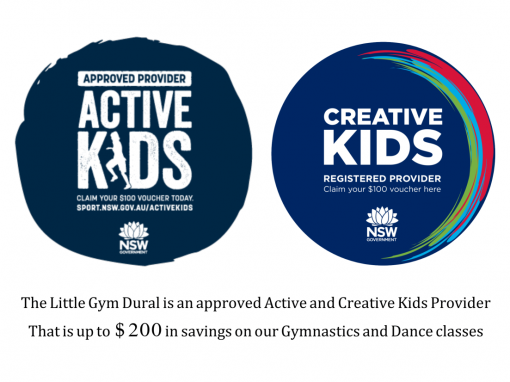 APPROVED PROVIDER
ACTIVE
KIDS
CLAIM YOUR $100 VOUCHER TODAY.
SPORT.NSW.GOV.AU/ACTIVEKIDS
NSW
GOVERNMENT
CREATIVE
KIDS
REGISTERED PROVIDER
Claim your $100 voucher here
NSW
GOVERNMENT
The Little Gym Dural is an approved Active and Creative Kids Provider
That is up to $200 in savings on our Gymnastics and Dance classes